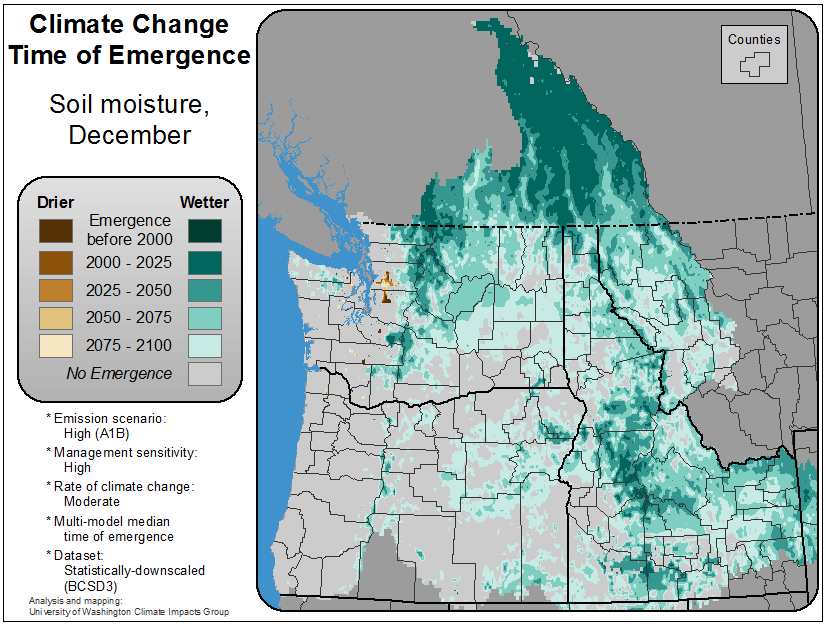 Climate Change
Time of Emergence
Soil moisture,
December
Drier
Wetter
Emergence
before 2000
2000 - 2025
2025 - 2050
2050 - 2075
2075 - 2100
No Emergence
* Emission scenario:
High (A1B)
* Management sensitivity:
High
* Rate of climate change:
Moderate
* Multi-model median
time of emergence
* Dataset:
Statistically-downscaled
(BCSD3)
Analysis and mapping:
University of Washington Climate Impacts Group
Counties